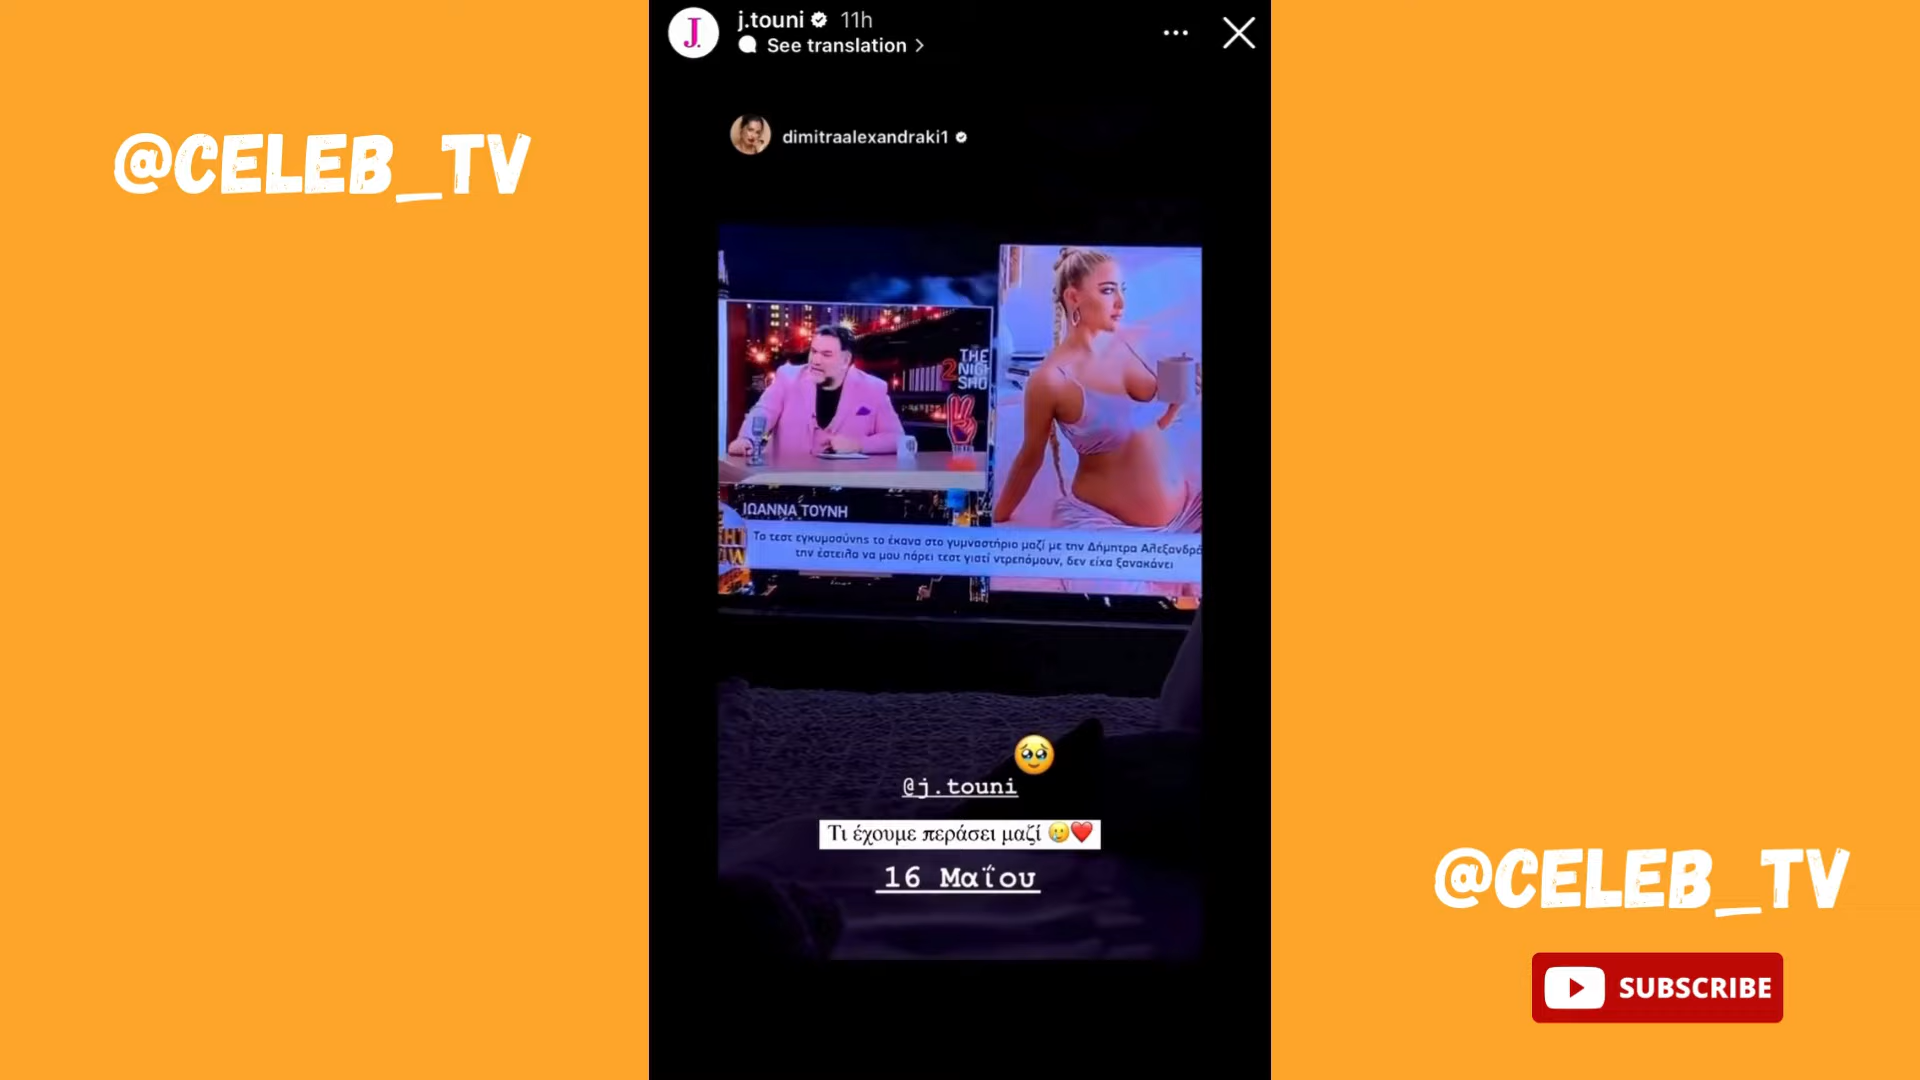 @CELEB_TV
J.
j.touni 11h
See translation >
dimitraalexandraki1
THE
2NIGH
SHO
ΙΩΑΝΝΑ ΤΟΥΝΗ
Το τεστ εγκυμοσύνης το έκανα στο γυμναστήριο μαζί με την Δήμητρα Αλεξανδρά
την έστειλα να μου πάρει τεστ γιατί ντρεπόμουν, δεν είχα ξανακάνει
@j.touni
Τι έχουμε περάσει μαζί 🥲❤️
16 Μαΐου
@CELEB_TV
SUBSCRIBE